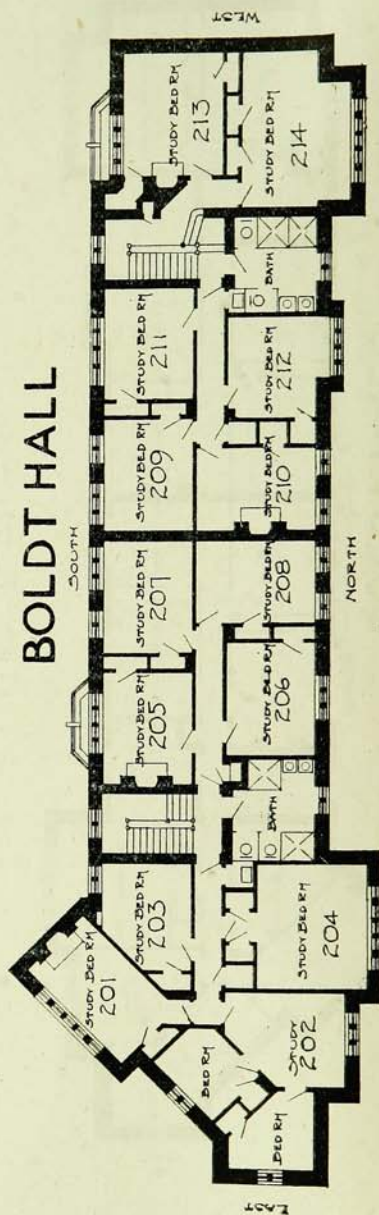 BOLDT HALL
SOUTH
WEST
EAST
NORTH
STUDY BED RM
201
STUDY BED RM
203
STUDY BED RM
205
STUDY BED RM
207
STUDY BED RM
209
STUDY BED RM
211
STUDY BED RM
213
BED RM
BED RM
STUDY
202
STUDY BED RM
204
BATH
STUDY BED RM
206
STUDY BED RM
208
STUDY BED RM
210
STUDY BED RM
212
BATH
STUDY BED RM
214